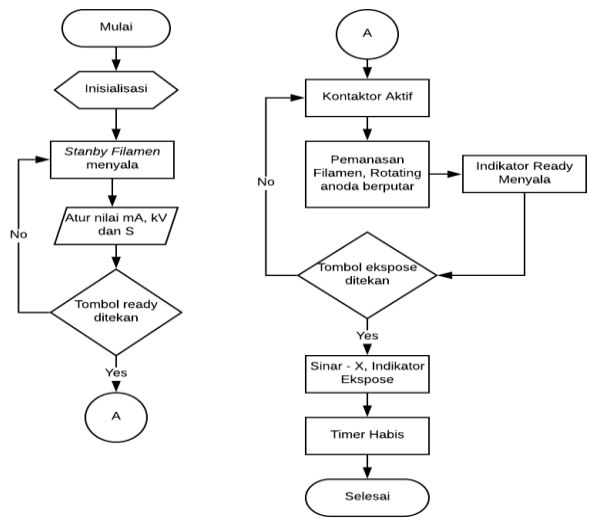 Mulai
Inisialisasi
Stanby Filamen
menyala
Atur nilai mA, kV
dan S
No
Tombol ready
ditekan
Yes
A
A
Kontaktor Aktif
Pemanasan
Filamen, Rotating
anoda berputar
Indikator Ready
Menyala
No
Tombol ekspose
ditekan
Yes
Sinar - X, Indikator
Ekspose
Timer Habis
Selesai